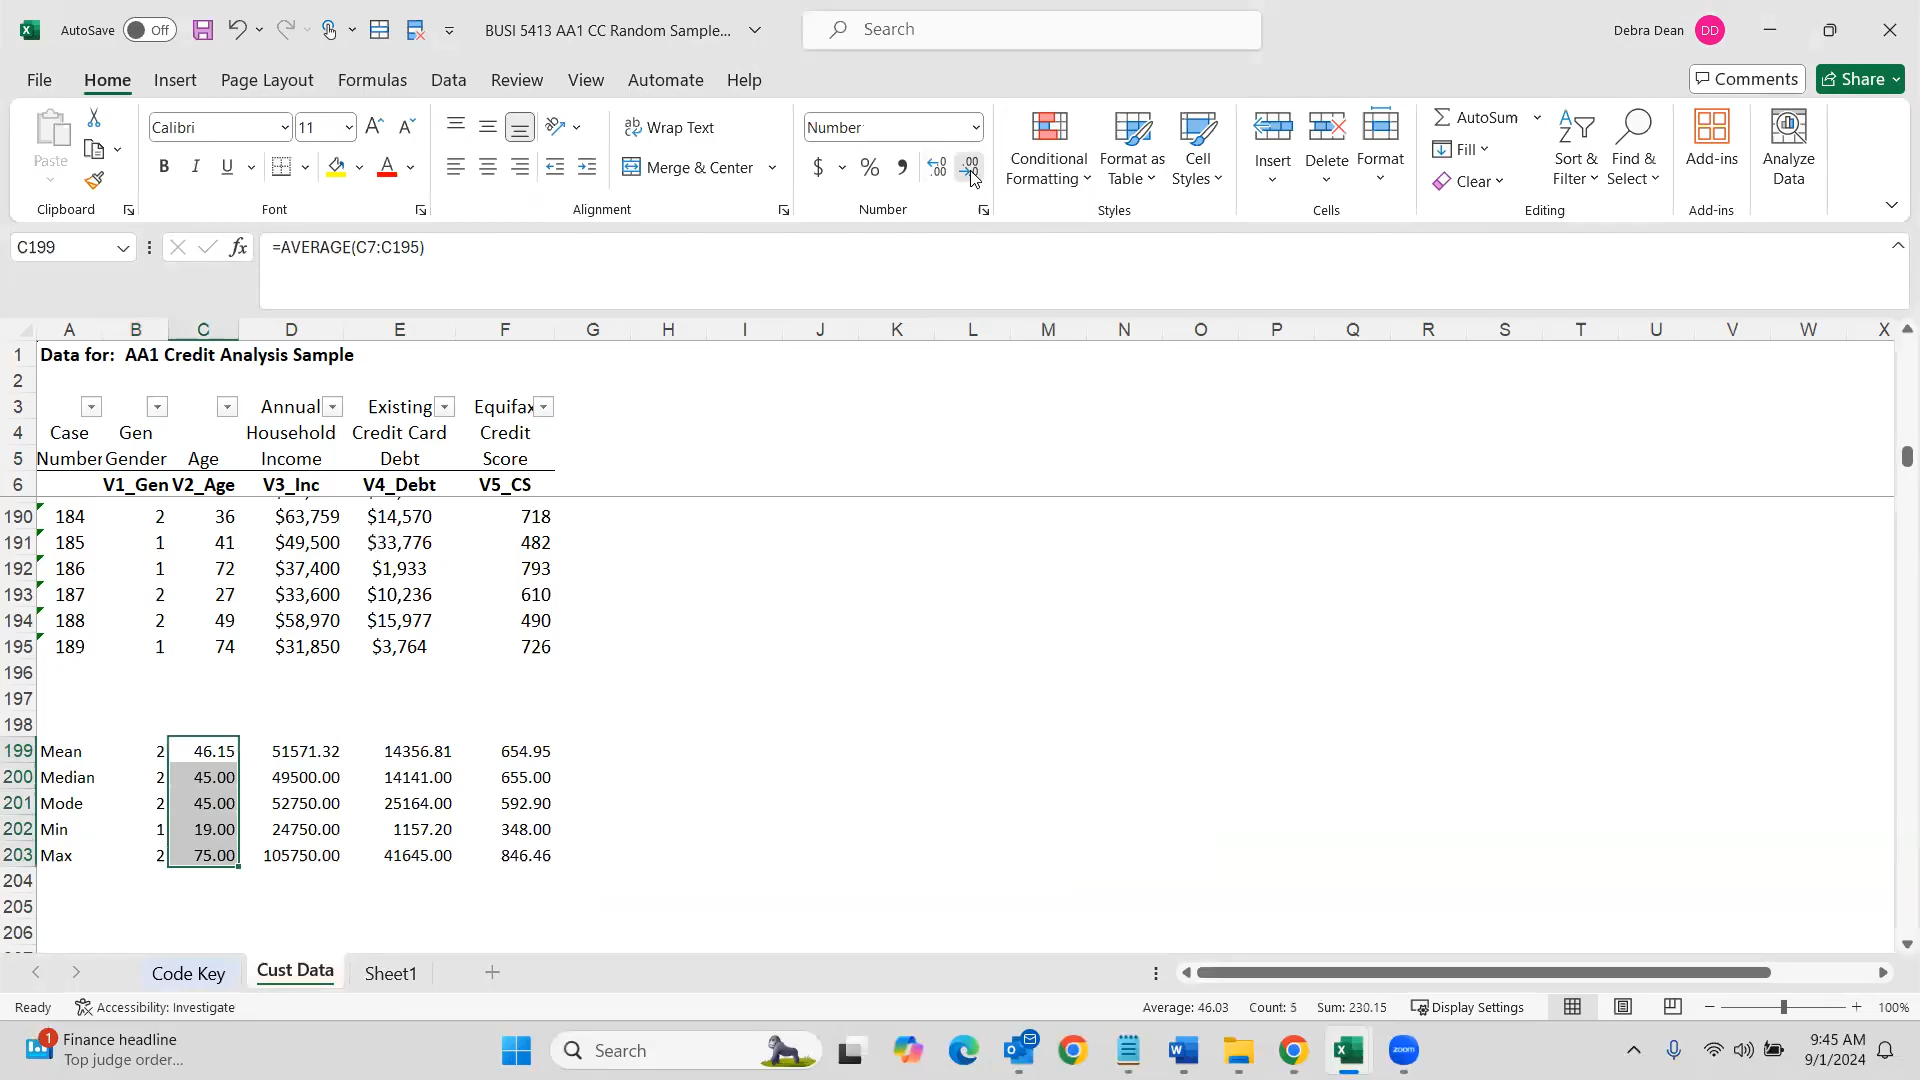 AutoSave Off BUSI 5413 AA1 CC Random Sample... Search Debra Dean DD
File Home Insert Page Layout Formulas Data Review View Automate Help Comments Share
Paste Calibri 11 Wrap Text Number Conditional Formatting Format as Table Cell Styles Insert Delete Format AutoSum Fill Clear Sort & Filter Find & Select Add-ins Analyze Data
B I U Merge & Center $ %
Clipboard Font Alignment Number Styles Cells Editing Add-ins
C199 fx =AVERAGE(C7:C195)
A B C D E F G H I J K L M N O P Q R S T U V W X
1 Data for: AA1 Credit Analysis Sample
2
3 Annual Existing Equifax
4 Case Gen Household Credit Card Credit
5 Number Gender Age Income Debt Score
6 V1_Gen V2_Age V3_Inc V4_Debt V5_CS
190 184 2 36 $63,759 $14,570 718
191 185 1 41 $49,500 $33,776 482
192 186 1 72 $37,400 $1,933 793
193 187 2 27 $33,600 $10,236 610
194 188 2 49 $58,970 $15,977 490
195 189 1 74 $31,850 $3,764 726
196
197
198
199 Mean 2 46.15 51571.32 14356.81 654.95
200 Median 2 45.00 49500.00 14141.00 655.00
201 Mode 2 45.00 52750.00 25164.00 592.90
202 Min 1 19.00 24750.00 1157.20 348.00
203 Max 2 75.00 105750.00 41645.00 846.46
204
205
206
Code Key Cust Data Sheet1
Ready Accessibility: Investigate Average: 46.03 Count: 5 Sum: 230.15 Display Settings 100%
1 Finance headline
Top judge order...
Search
zoom
9:45 AM
9/1/2024